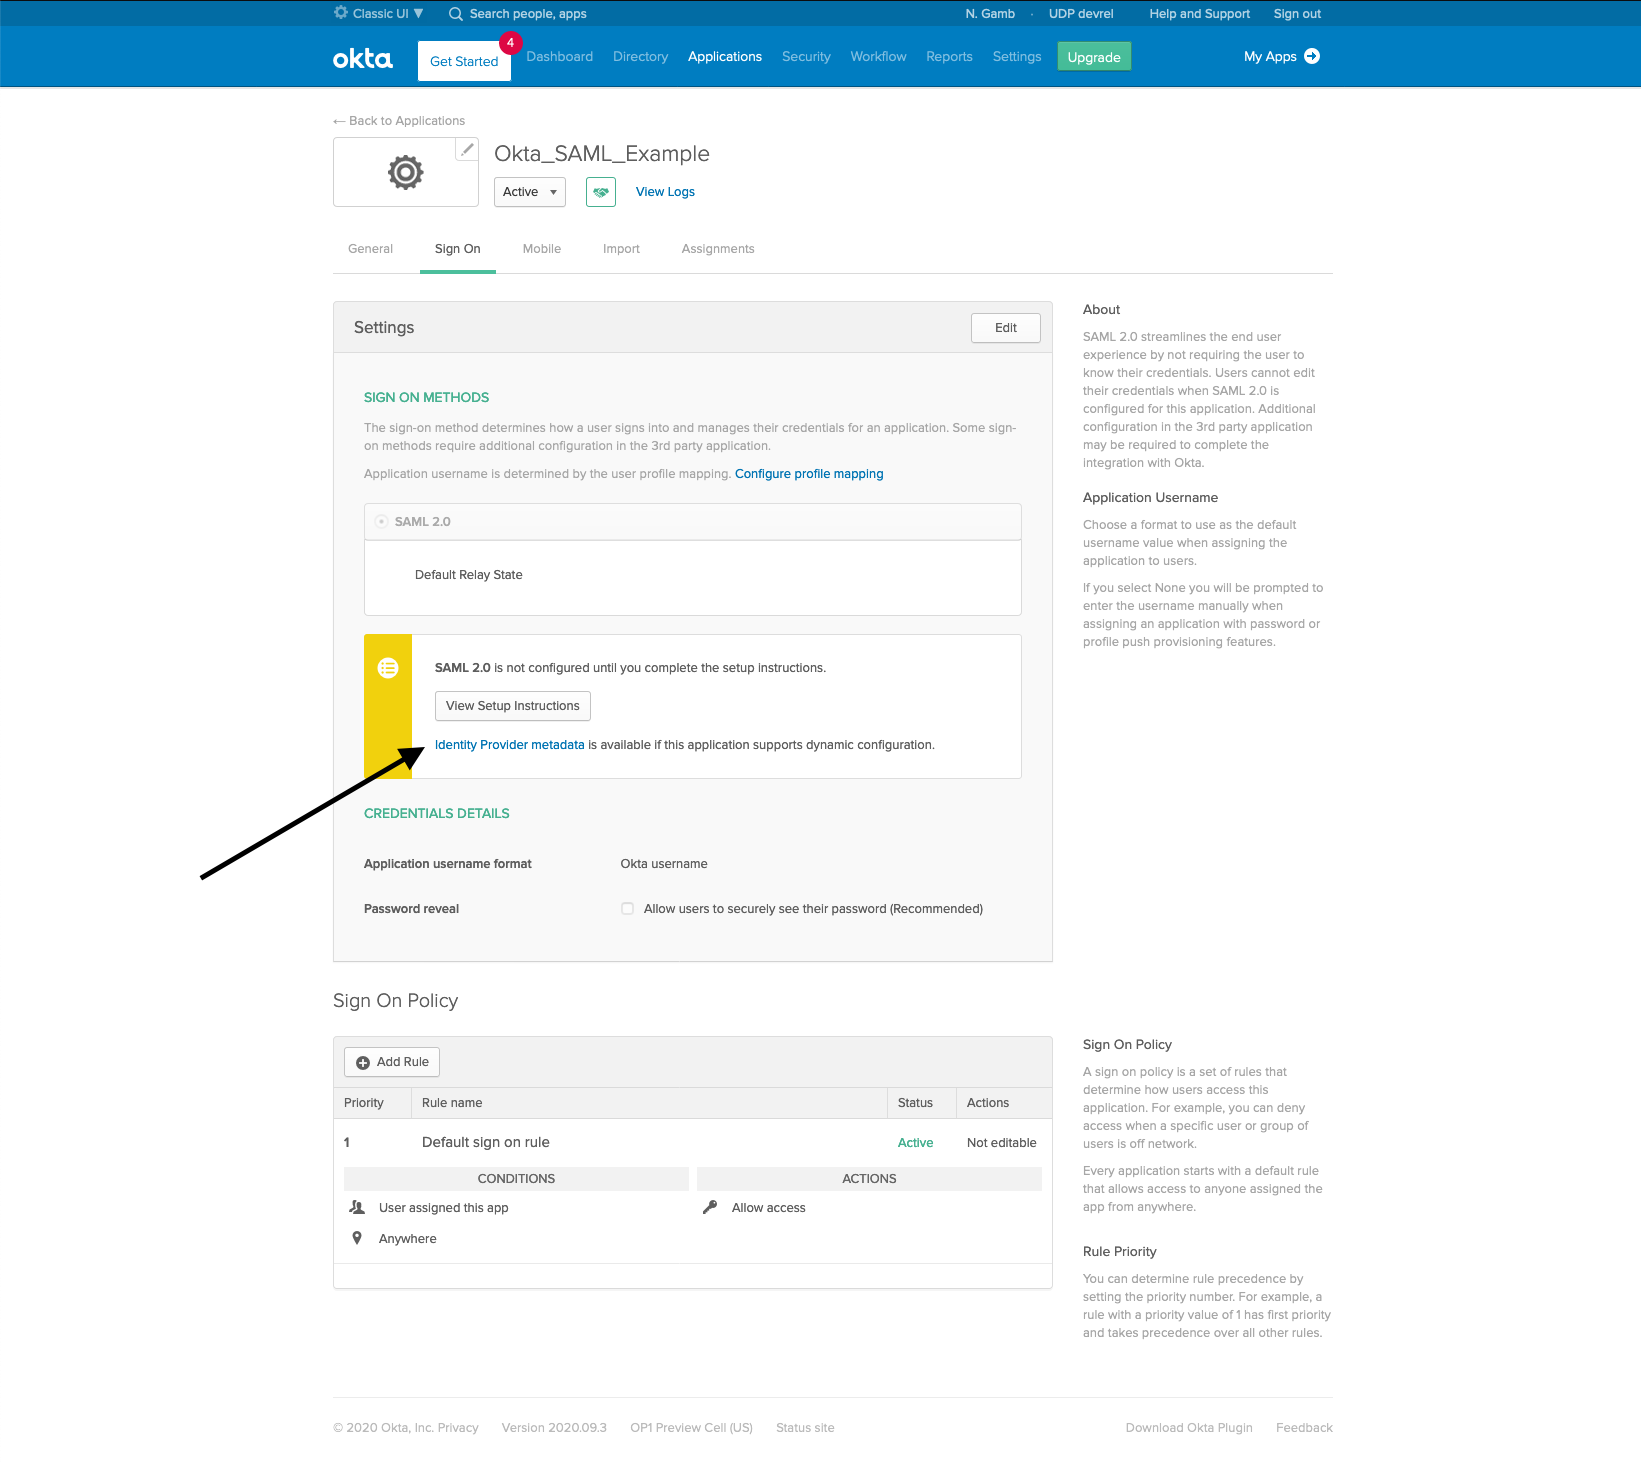 Classic UI
Search people, apps
N. Gamb · UDP devrel
Help and Support
Sign out
okta
Get Started
4
Dashboard
Directory
Applications
Security
Workflow
Reports
Settings
Upgrade
My Apps
← Back to Applications
Okta_SAML_Example
Active
View Logs
General
Sign On
Mobile
Import
Assignments
Settings
Edit
SIGN ON METHODS
The sign-on method determines how a user signs into and manages their credentials for an application. Some sign-
on methods require additional configuration in the 3rd party application.
Application username is determined by the user profile mapping. Configure profile mapping
SAML 2.0
Default Relay State
SAML 2.0 is not configured until you complete the setup instructions.
View Setup Instructions
Identity Provider metadata is available if this application supports dynamic configuration.
CREDENTIALS DETAILS
Application username format
Okta username
Password reveal
Allow users to securely see their password (Recommended)
About
SAML 2.0 streamlines the end user
experience by not requiring the user to
know their credentials. Users cannot edit
their credentials when SAML 2.0 is
configured for this application. Additional
configuration in the 3rd party application
may be required to complete the
integration with Okta.
Application Username
Choose a format to use as the default
username value when assigning the
application to users.
If you select None you will be prompted to
enter the username manually when
assigning an application with password or
profile push provisioning features.
Sign On Policy
Add Rule
Priority
Rule name
Status
Actions
1
Default sign on rule
Active
Not editable
CONDITIONS
ACTIONS
User assigned this app
Allow access
Anywhere
Sign On Policy
A sign on policy is a set of rules that
determine how users access this
application. For example, you can deny
access when a specific user or group of
users is off network.
Every application starts with a default rule
that allows access to anyone assigned the
app from anywhere.
Rule Priority
You can determine rule precedence by
setting the priority number. For example, a
rule with a priority value of 1 has first priority
and takes precedence over all other rules.
© 2020 Okta, Inc. Privacy
Version 2020.09.3
OP1 Preview Cell (US)
Status site
Download Okta Plugin
Feedback